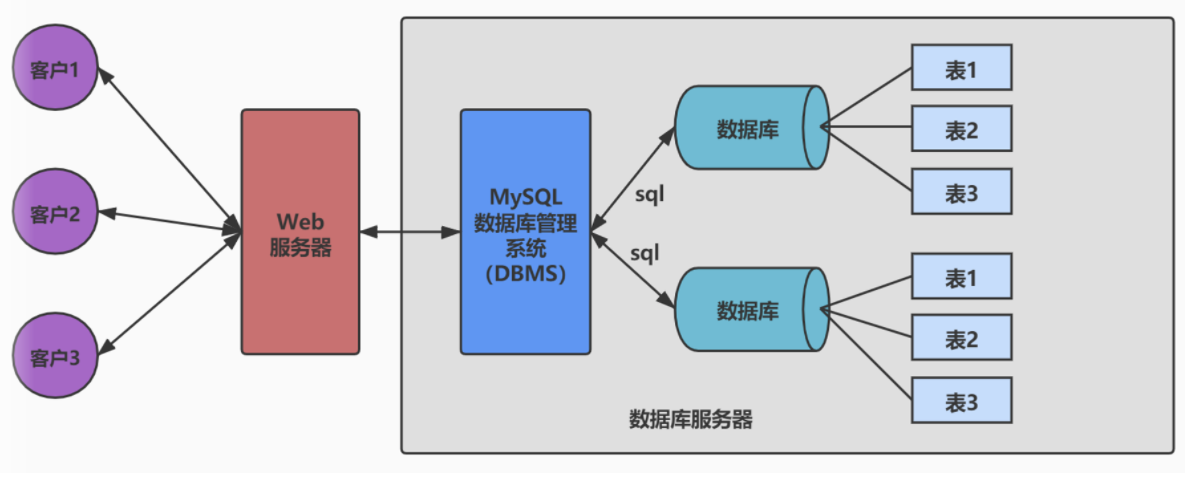 客户1
客户2
客户3
Web
服务器
MySQL
数据库管理
系统
（DBMS）
sql
sql
数据库
表1
表2
表3
数据库
表1
表2
表3
数据库服务器